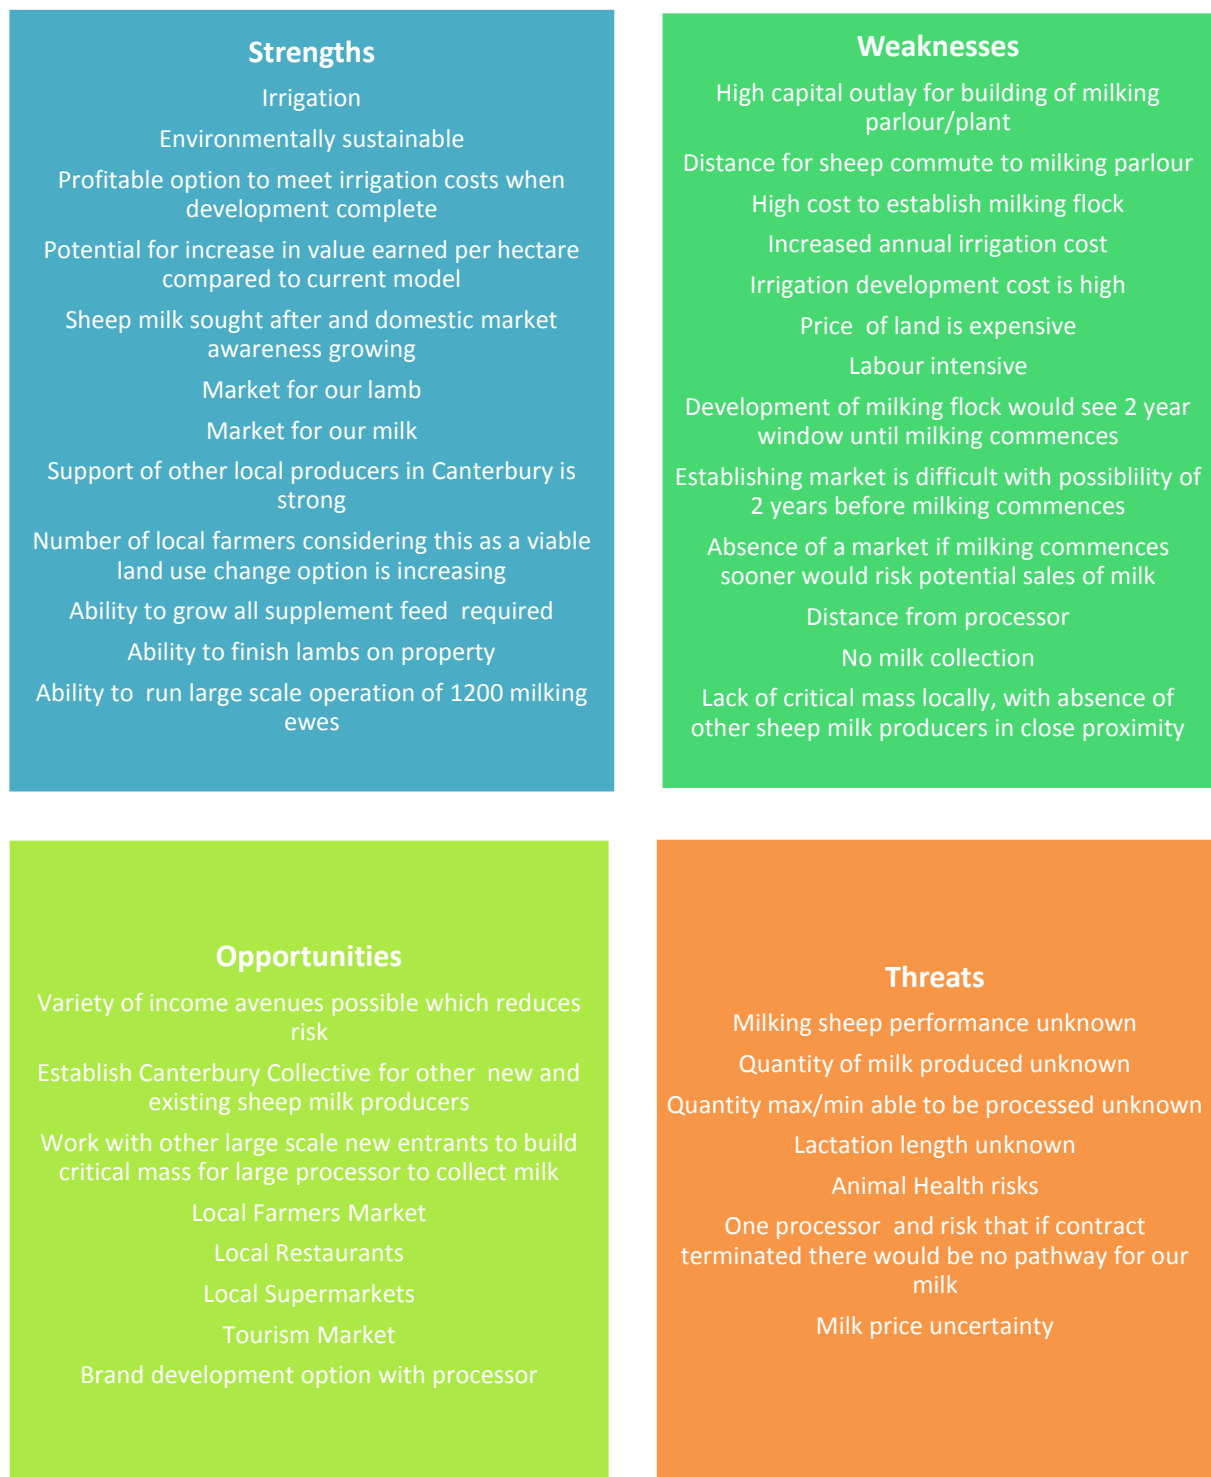 Strengths
Irrigation
Environmentally sustainable
Profitable option to meet irrigation costs when
development complete
Potential for increase in value earned per hectare
compared to current model
Sheep milk sought after and domestic market
awareness growing
Market for our lamb
Market for our milk
Support of other local producers in Canterbury is
strong
Number of local farmers considering this as a viable
land use change option is increasing
Ability to grow all supplement feed  required
Ability to finish lambs on property
Ability to  run large scale operation of 1200 milking
ewes
Weaknesses
High capital outlay for building of milking
parlour/plant
Distance for sheep commute to milking parlour
High cost to establish milking flock
Increased annual irrigation cost
Irrigation development cost is high
Price  of land is expensive
Labour intensive
Development of milking flock would see 2 year
window until milking commences
Establishing market is difficult with possiblility of
2 years before milking commences
Absence of a market if milking commences
sooner would risk potential sales of milk
Distance from processor
No milk collection
Lack of critical mass locally, with absence of
other sheep milk producers in close proximity
Opportunities
Variety of income avenues possible which reduces
risk
Establish Canterbury Collective for other  new and
existing sheep milk producers
Work with other large scale new entrants to build
critical mass for large processor to collect milk
Local Farmers Market
Local Restaurants
Local Supermarkets
Tourism Market
Brand development option with processor
Threats
Milking sheep performance unknown
Quantity of milk produced unknown
Quantity max/min able to be processed unknown
Lactation length unknown
Animal Health risks
One processor  and risk that if contract
terminated there would be no pathway for our
milk
Milk price uncertainty